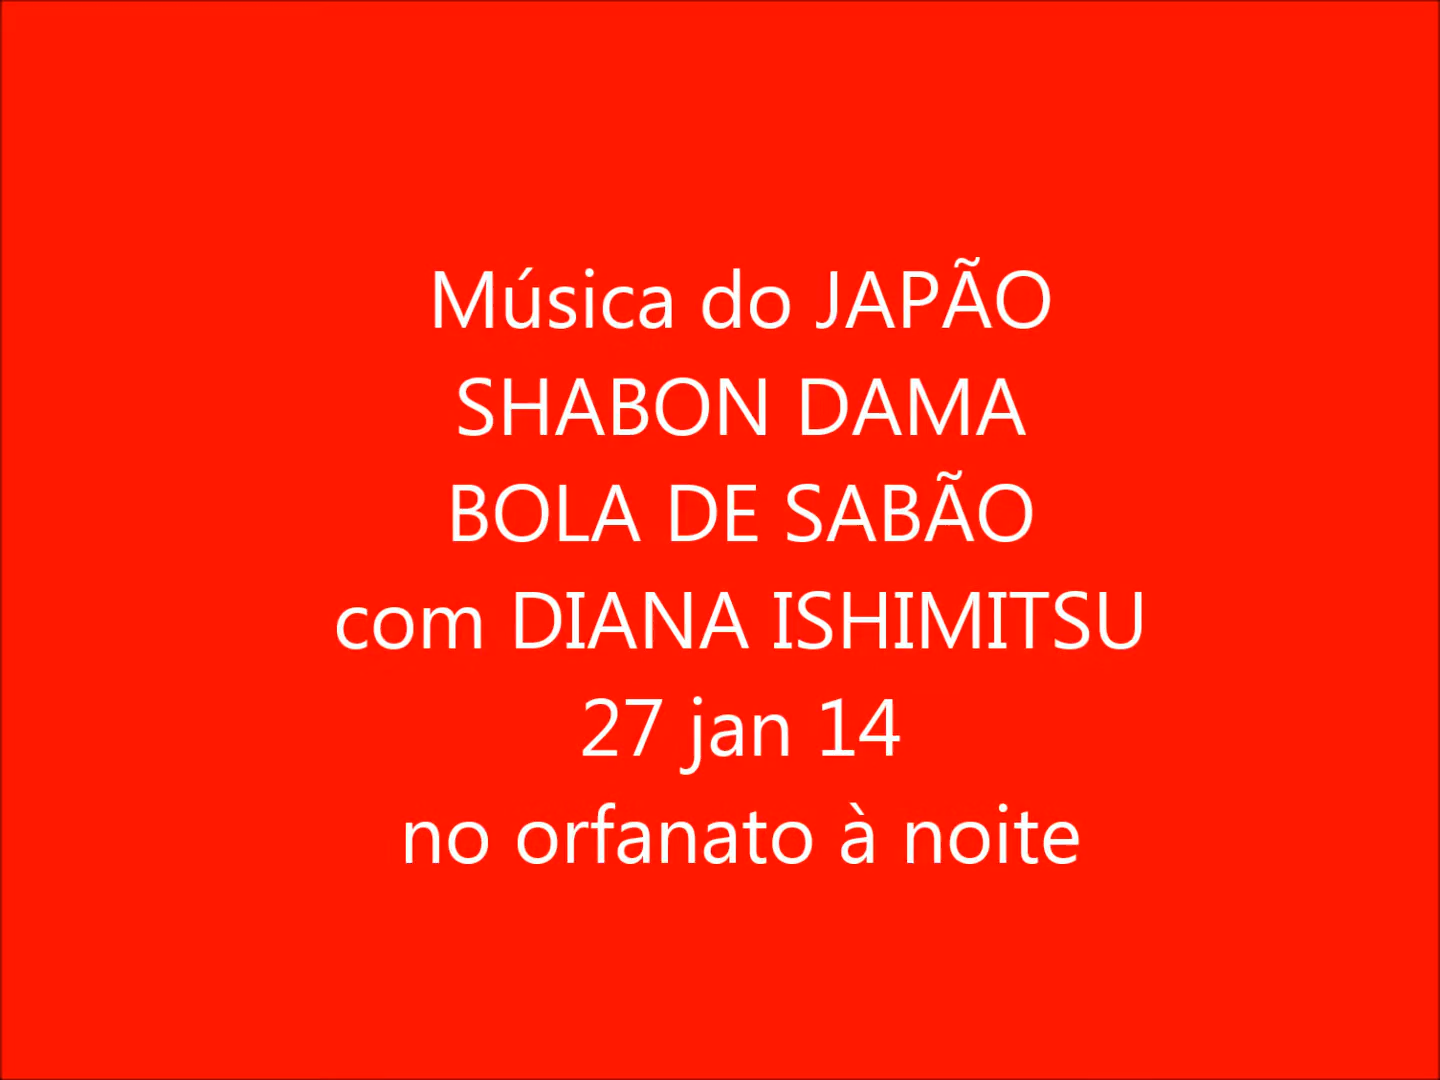 Música do JAPÃO
SHABON DAMA
BOLA DE SABÃO
com DIANA ISHIMITSU
27 jan 14
no orfanato à noite